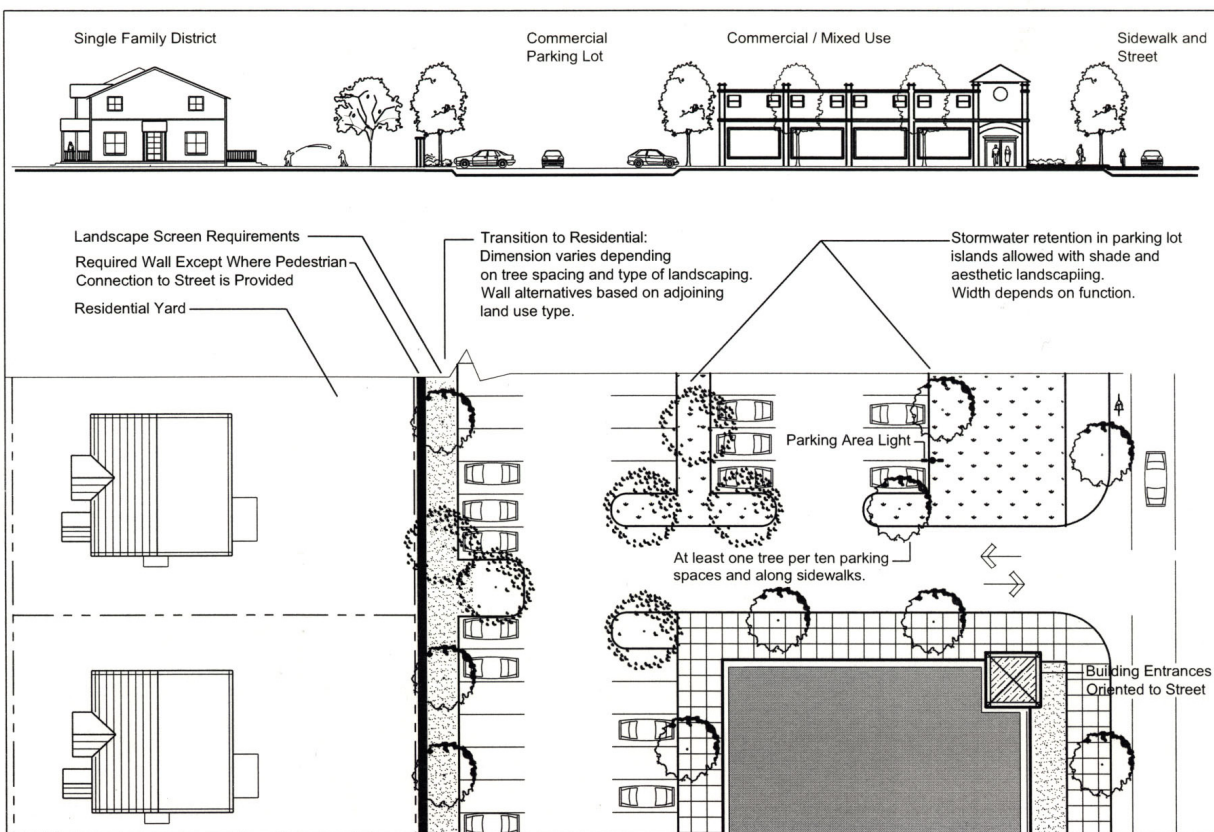 Single Family District
Commercial
Parking Lot
Commercial / Mixed Use
Sidewalk and
Street
Landscape Screen Requirements
Required Wall Except Where Pedestrian
Connection to Street is Provided
Residential Yard
Transition to Residential:
Dimension varies depending
on tree spacing and type of landscaping.
Wall alternatives based on adjoining
land use type.
Stormwater retention in parking lot
islands allowed with shade and
aesthetic landscapiing.
Width depends on function.
Parking Area Light
At least one tree per ten parking
spaces and along sidewalks.
Building Entrances
Oriented to Street